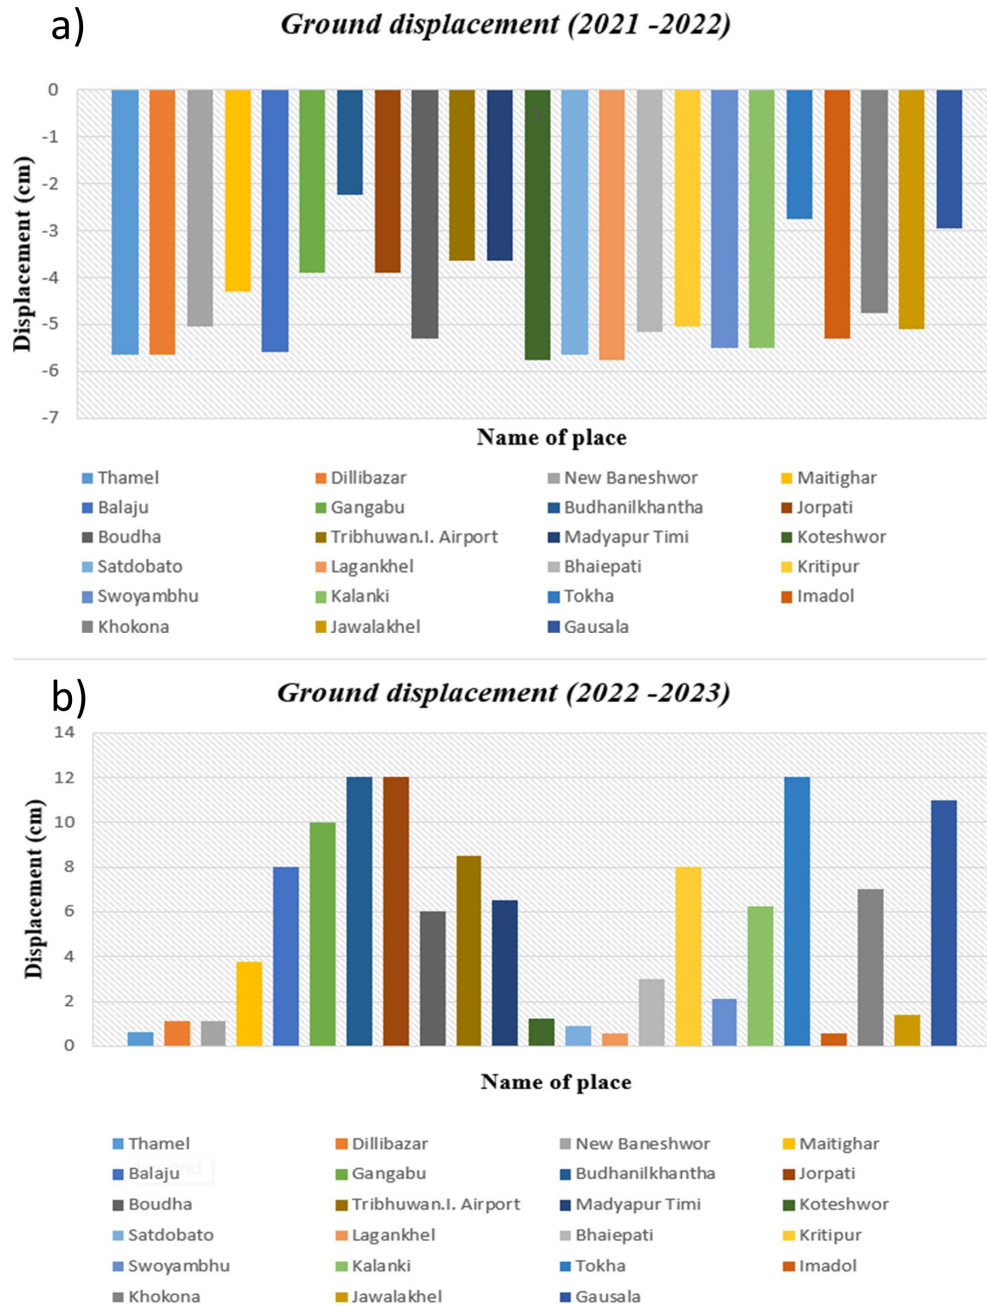 a)
Ground displacement (2021 -2022)
0
-1
-2
-3
-4
-5
-6
-7
Displacement (cm)
Name of place
Thamel Dillibazar New Baneshwor Maitighar
Balaju Gangabu Budhanilkhantha Jorpati
Boudha Tribhuwan.I. Airport Madyapur Timi Koteshwor
Satdobato Lagankhel Bhaiepati Kritipur
Swoyambhu Kalanki Tokha Imadol
Khokona Jawalakhel Gausala
b)
Ground displacement (2022 -2023)
14
12
10
8
6
4
2
0
Displacement (cm)
Name of place
Thamel Dillibazar New Baneshwor Maitighar
Balaju Gangabu Budhanilkhantha Jorpati
Boudha Tribhuwan.I. Airport Madyapur Timi Koteshwor
Satdobato Lagankhel Bhaiepati Kritipur
Swoyambhu Kalanki Tokha Imadol
Khokona Jawalakhel Gausala